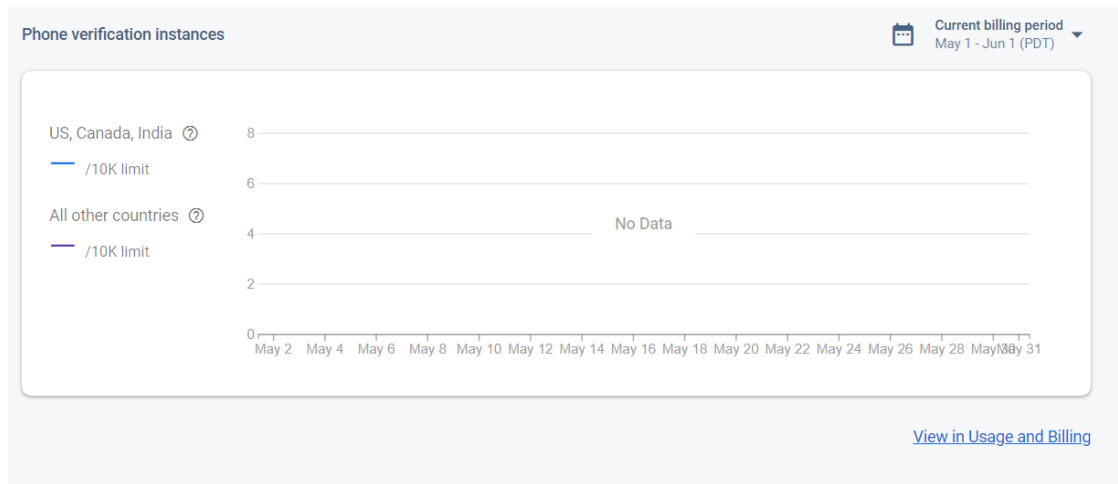 Phone verification instances
Current billing period
May 1 - Jun 1 (PDT)
US, Canada, India
/10K limit
All other countries
/10K limit
8
6
4
2
0
No Data
May 2 May 4 May 6 May 8 May 10 May 12 May 14 May 16 May 18 May 20 May 22 May 24 May 26 May 28 May 30 May 31
View in Usage and Billing